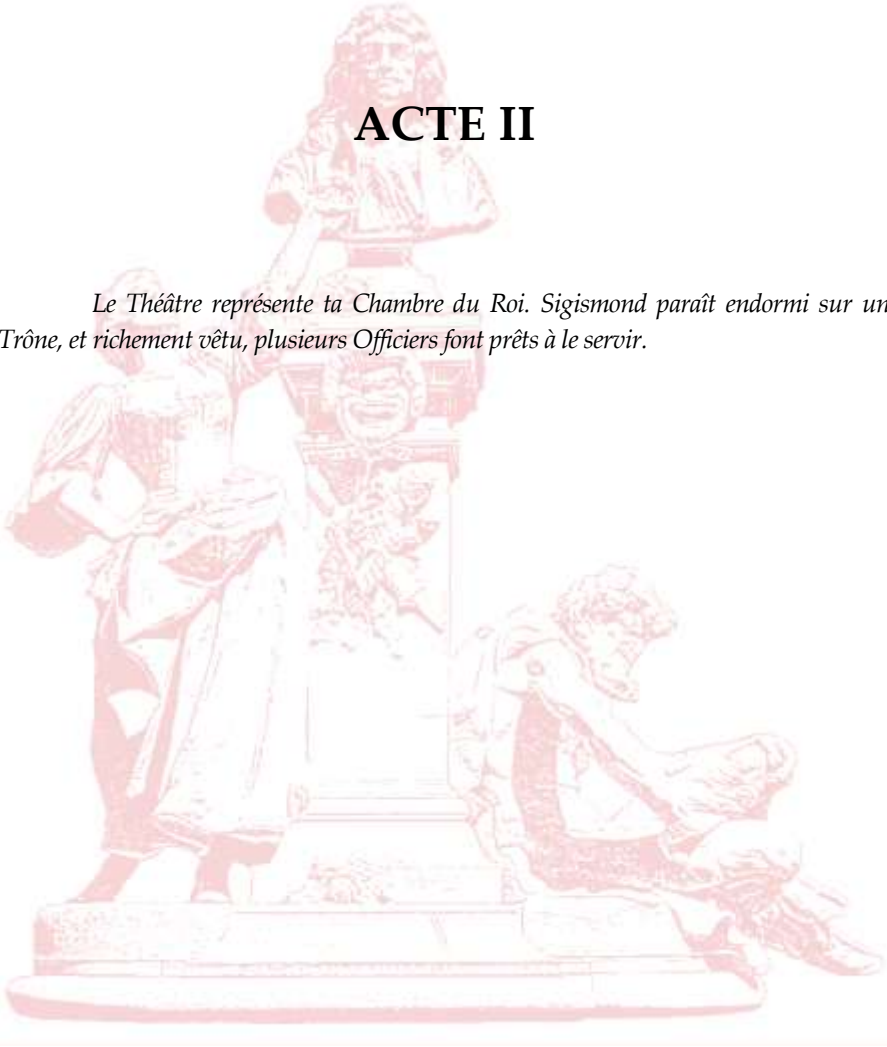 ACTE II
Le Théâtre représente ta Chambre du Roi. Sigismond paraît endormi sur un
Trône, et richement vêtu, plusieurs Officiers font prêts à le servir.